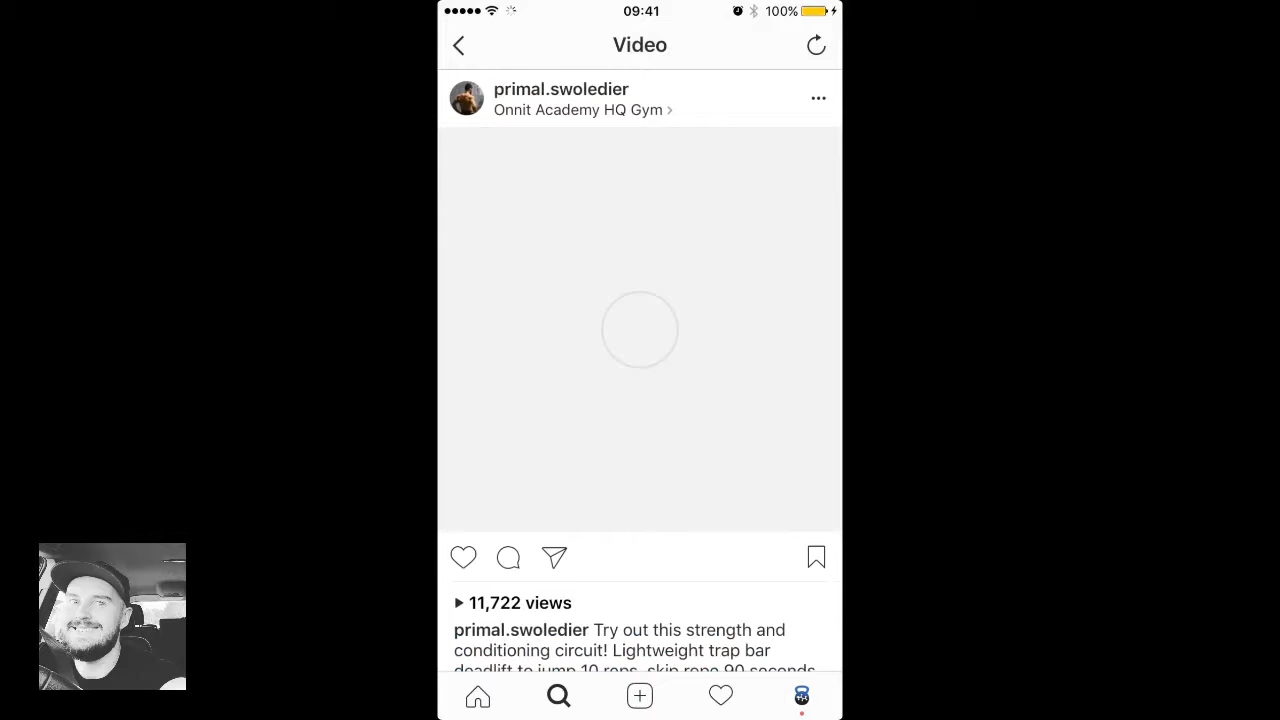 09:41
100%
Video
primal.swoledier
Onnit Academy HQ Gym
11,722 views
primal.swoledier Try out this strength and
conditioning circuit! Lightweight trap bar
deadlift to jump 10 reps, skip rope 90 seconds